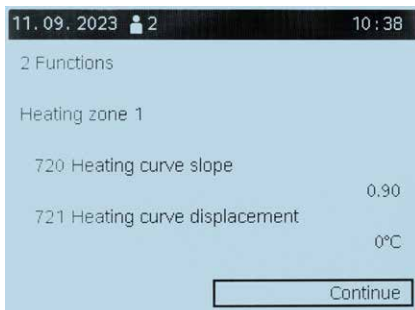 11.09.2023 2 10:38
2 Functions
Heating zone 1
720 Heating curve slope
0.90
721 Heating curve displacement
0°C
Continue